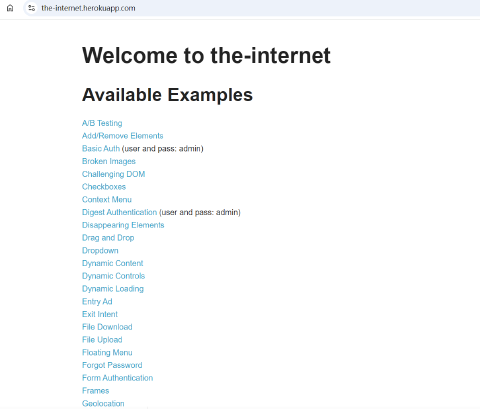 the-internet.herokuapp.com
Welcome to the-internet
Available Examples
A/B Testing
Add/Remove Elements
Basic Auth (user and pass: admin)
Broken Images
Challenging DOM
Checkboxes
Context Menu
Digest Authentication (user and pass: admin)
Disappearing Elements
Drag and Drop
Dropdown
Dynamic Content
Dynamic Controls
Dynamic Loading
Entry Ad
Exit Intent
File Download
File Upload
Floating Menu
Forgot Password
Form Authentication
Frames
Geolocation